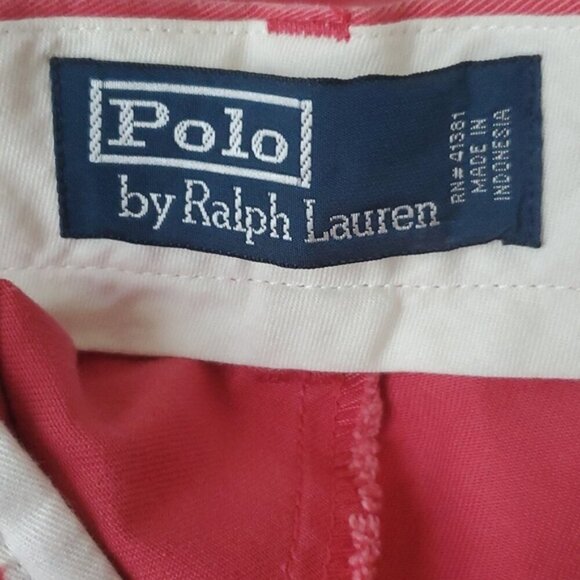 Polo
by Ralph Lauren
RN# 41381
MADE IN
INDONESIA